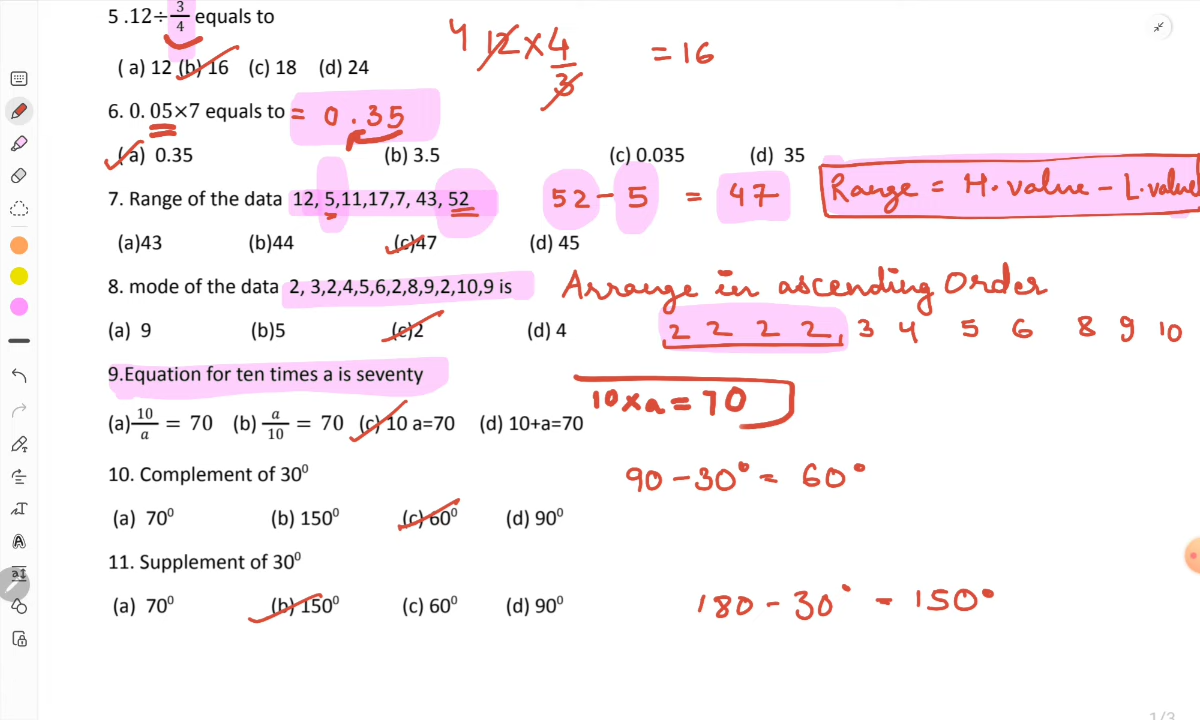 5 .12÷ 3/4 equals to
4 12 × 4/3 = 16
( a) 12 (b) 16 (c) 18 (d) 24
6. 0. 05×7 equals to = 0.35
(a) 0.35 (b) 3.5 (c) 0.035 (d) 35
7. Range of the data 12, 5,11,17,7, 43, 52
52 - 5 = 47
Range = H. value - L. value
(a)43 (b)44 (c)47 (d) 45
8. mode of the data 2, 3,2,4,5,6,2,8,9,2,10,9 is
Arrange in ascending Order
(a) 9 (b)5 (c)2 (d) 4
2 2 2 2, 3 4 5 6 8 9 10
9.Equation for ten times a is seventy
10 x a = 70
(a) 10/a = 70 (b) a/10 = 70 (c) 10 a=70 (d) 10+a=70
10. Complement of 30⁰
90 - 30° = 60°
(a) 70⁰ (b) 150⁰ (c) 60⁰ (d) 90⁰
11. Supplement of 30⁰
(a) 70⁰ (b) 150⁰ (c) 60⁰ (d) 90⁰
180 - 30° = 150°
1/3